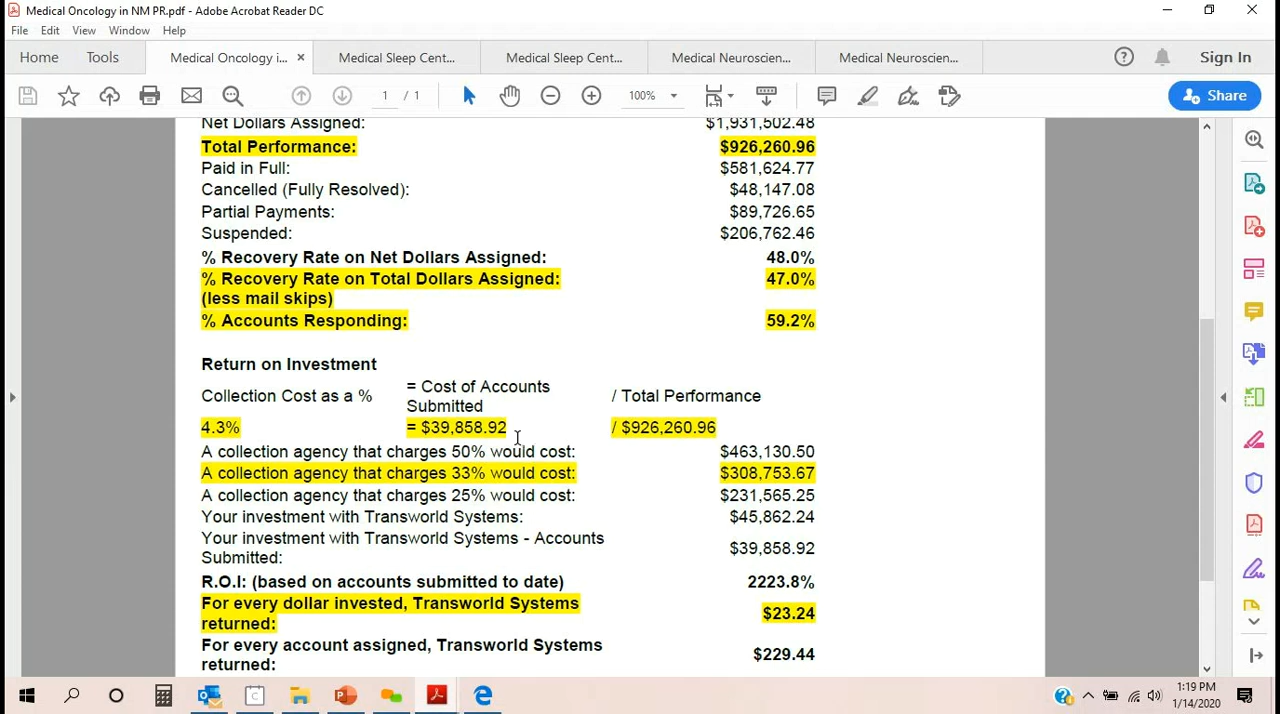 Medical Oncology in NM PR.pdf - Adobe Acrobat Reader DC
File Edit View Window Help
Home Tools Medical Oncology i... × Medical Sleep Cent... Medical Sleep Cent... Medical Neuroscien... Medical Neuroscien... Sign In
1 / 1 100% Share
Net Dollars Assigned: $1,931,502.48
Total Performance: $926,260.96
Paid in Full: $581,624.77
Cancelled (Fully Resolved): $48,147.08
Partial Payments: $89,726.65
Suspended: $206,762.46
% Recovery Rate on Net Dollars Assigned: 48.0%
% Recovery Rate on Total Dollars Assigned: 47.0%
(less mail skips)
% Accounts Responding: 59.2%
Return on Investment
Collection Cost as a % = Cost of Accounts Submitted / Total Performance
4.3% = $39,858.92 / $926,260.96
A collection agency that charges 50% would cost: $463,130.50
A collection agency that charges 33% would cost: $308,753.67
A collection agency that charges 25% would cost: $231,565.25
Your investment with Transworld Systems: $45,862.24
Your investment with Transworld Systems - Accounts
Submitted: $39,858.92
R.O.I: (based on accounts submitted to date) 2223.8%
For every dollar invested, Transworld Systems
returned: $23.24
For every account assigned, Transworld Systems
returned: $229.44
1:19 PM
1/14/2020